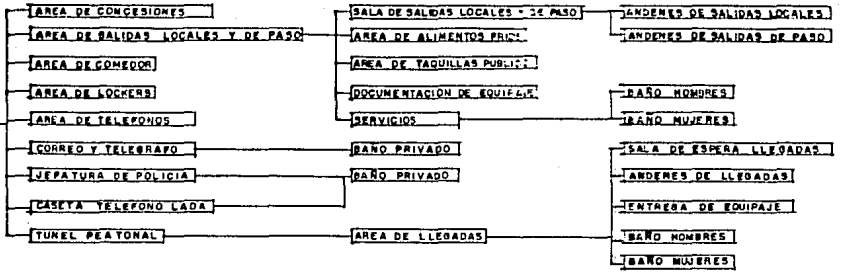 AREA DE CONCESIONES
AREA DE SALIDAS LOCALES Y DE PASO
AREA DE COMEDOR
AREA DE LOCKERS
AREA DE TELEFONOS
CORREO Y TELEGRAFO
JEFATURA DE POLICIA
CASETA TELEFONO LADA
TUNEL PEATONAL
SALA DE SALIDAS LOCALES - DE PASO
AREA DE ALIMENTOS
AREA DE TAQUILLAS
DOCUMENTACION DE EQUIPAJE
SERVICIOS
BAÑO PRIVADO
BAÑO PRIVADO
AREA DE LLEGADAS
ANDENES DE SALIDAS LOCALES
ANDENES DE SALIDAS DE PASO
BAÑO HOMBRES
BAÑO MUJERES
SALA DE ESPERA LLEGADAS
ANDENES DE LLEGADAS
ENTREGA DE EQUIPAJE
BAÑO HOMBRES
BAÑO MUJERES